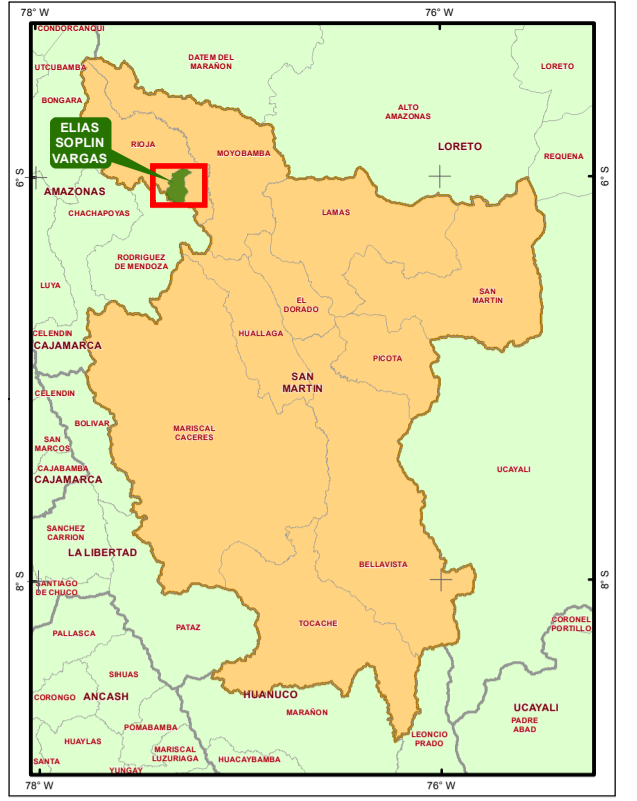 78° W
76° W
CONDORCANQUI
DATEM DEL
MARAÑON
UTCUBAMBA
LORETO
BONGARA
ALTO
AMAZONAS
ELIAS
SOPLIN
VARGAS
RIOJA
MOYOBAMBA
LORETO
REQUENA
6° S
6° S
AMAZONAS
CHACHAPOYAS
LAMAS
RODRIGUEZ
DE MENDOZA
LUYA
SAN
MARTIN
EL
DORADO
CELENDIN
CAJAMARCA
HUALLAGA
PICOTA
SAN
MARTIN
CELENDIN
BOLIVAR
MARISCAL
CACERES
SAN
MARCOS
CAJABAMBA
CAJAMARCA
UCAYALI
SANCHEZ
CARRION
LA LIBERTAD
BELLAVISTA
8° S
8° S
SANTIAGO
DE CHUCO
CORONEL
PORTILLO
PALLASCA
PATAZ
TOCACHE
SIHUAS
CORONGO
ANCASH
HUANUCO
MARAÑON
UCAYALI
PADRE
ABAD
POMABAMBA
LEONCIO
PRADO
HUAYLAS
MARISCAL
LUZURIAGA
HUACAYBAMBA
SANTA
YUNGAY
78° W
76° W